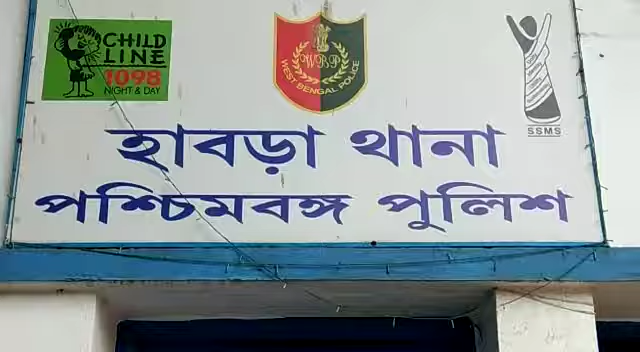 CHILD
LINE
1098
NIGHT & DAY
WBP
WEST BENGAL POLICE
SSMS
হাবড়া থানা
পশ্চিমবঙ্গ পুলিশ